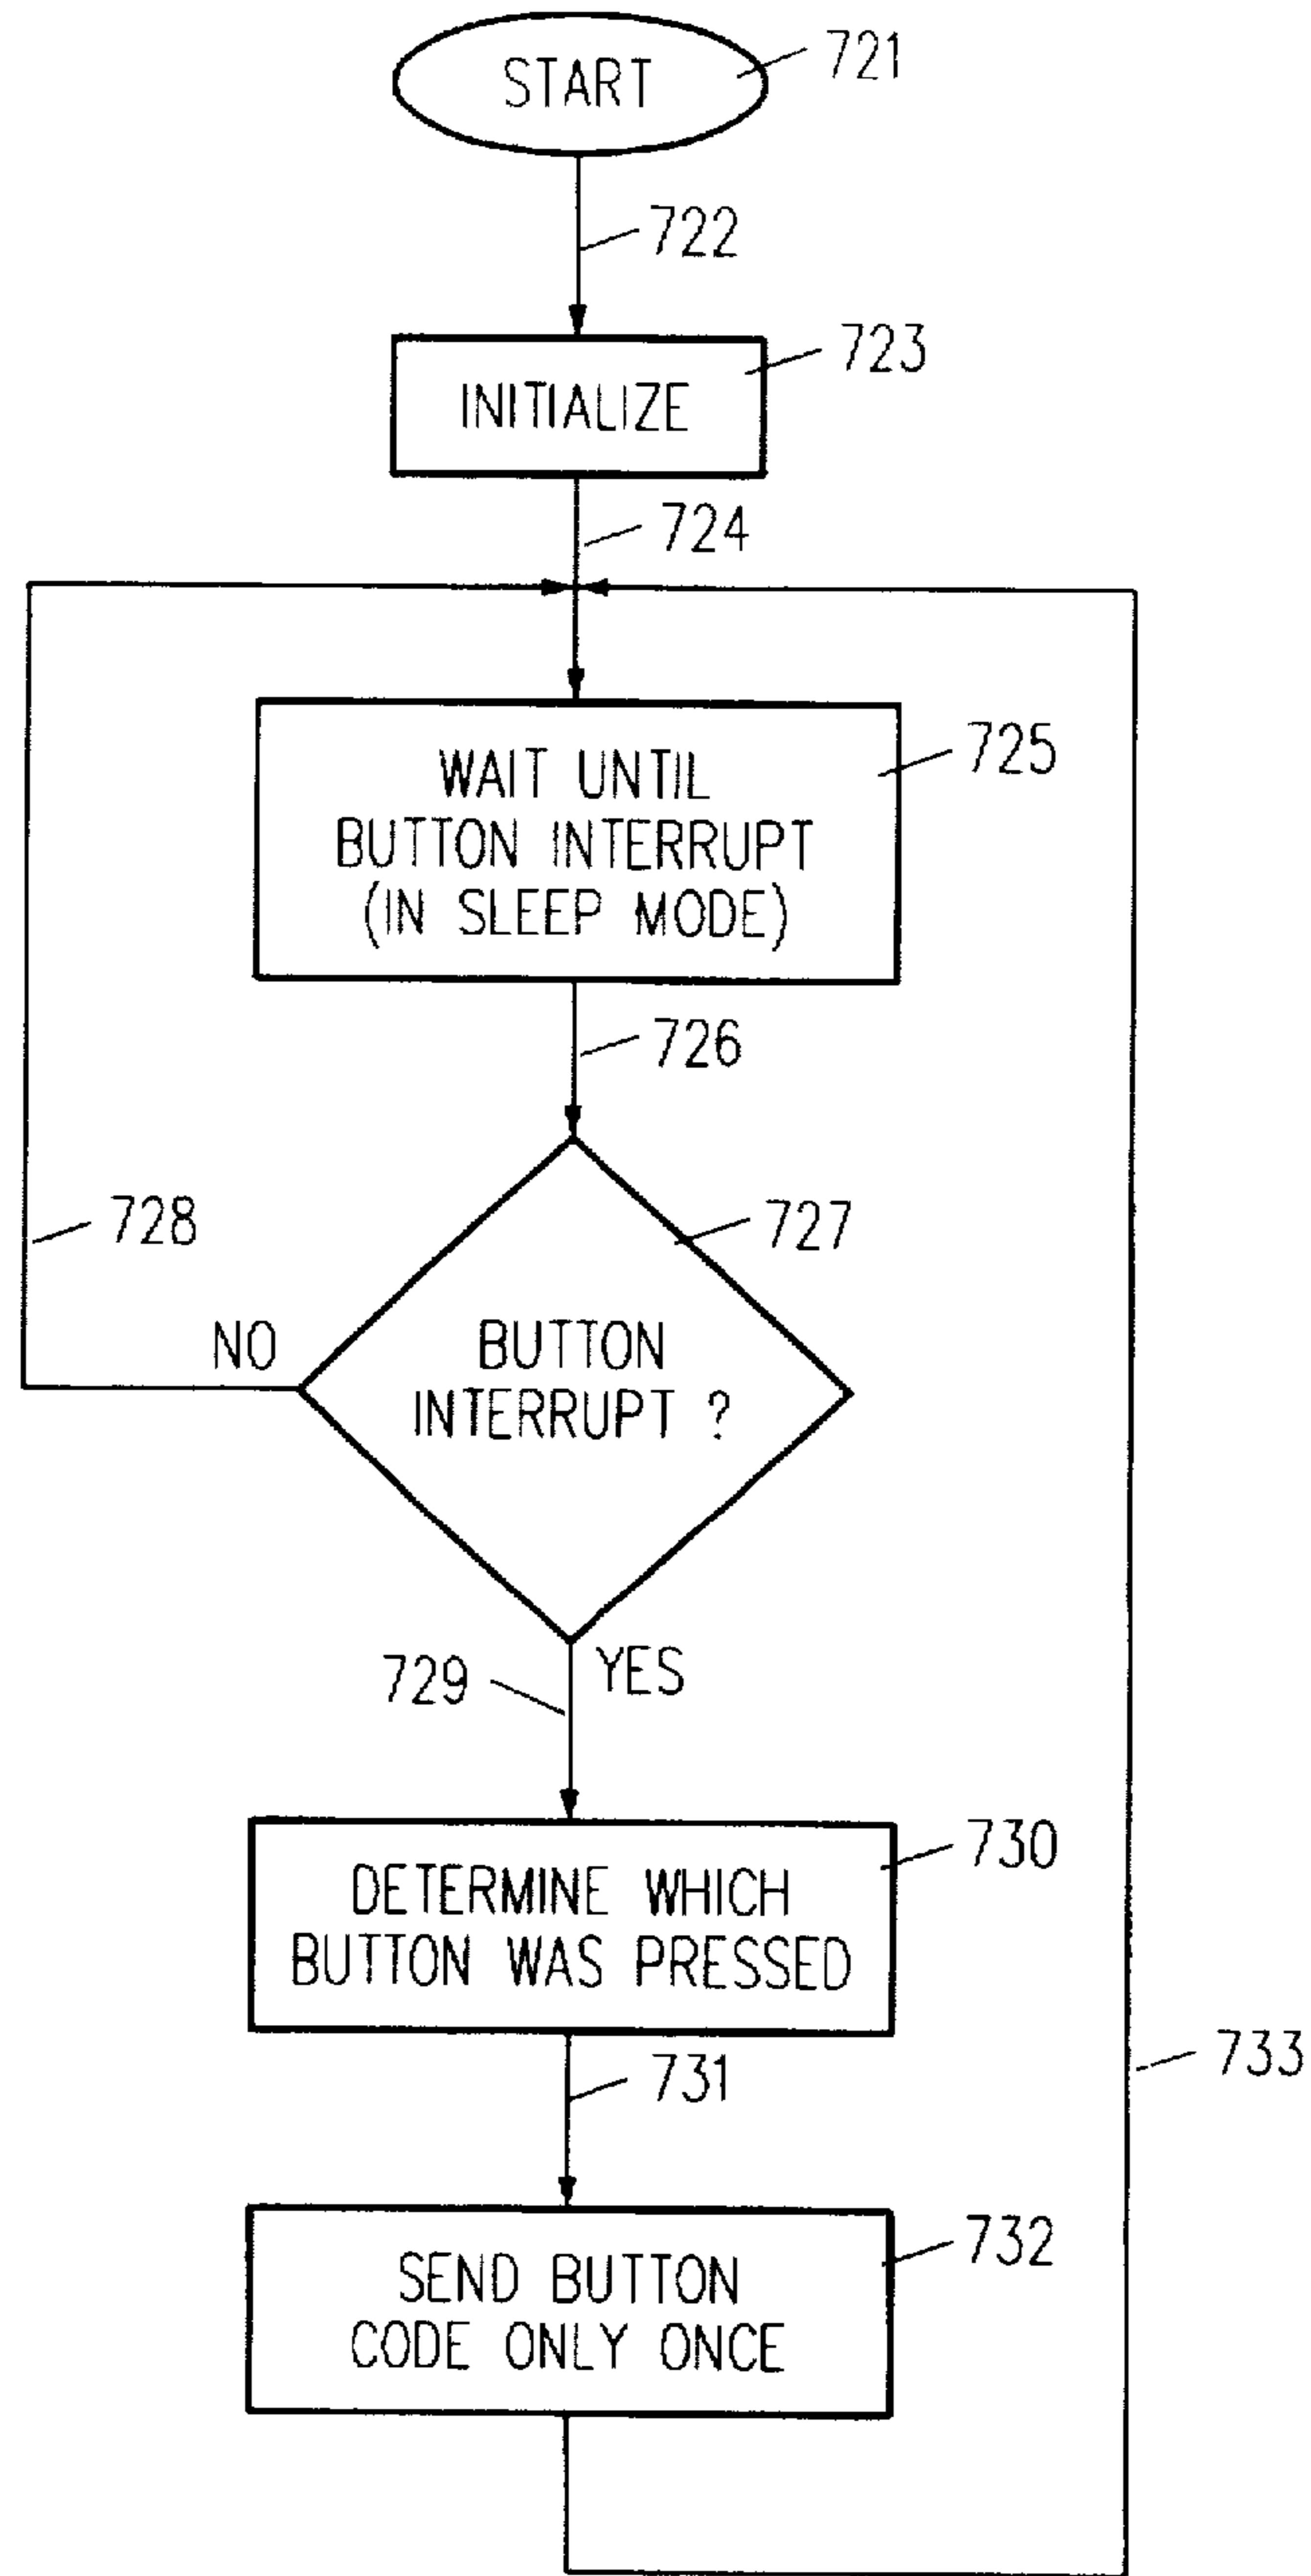 START
721
722
723
INITIALIZE
724
725
WAIT UNTIL
BUTTON INTERRUPT
(IN SLEEP MODE)
726
728
727
NO
BUTTON
INTERRUPT ?
729
YES
730
DETERMINE WHICH
BUTTON WAS PRESSED
731
733
732
SEND BUTTON
CODE ONLY ONCE